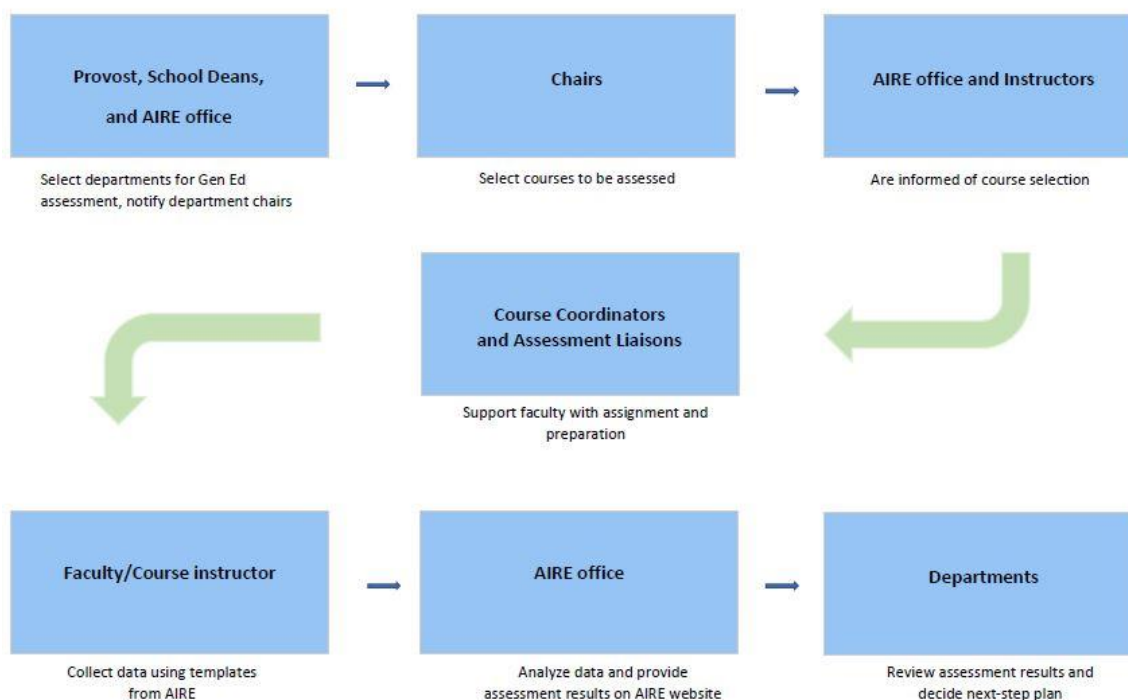 Provost, School Deans,
and AIRE office
Select departments for Gen Ed
assessment, notify department chairs
Chairs
Select courses to be assessed
AIRE office and Instructors
Are informed of course selection
Course Coordinators
and Assessment Liaisons
Support faculty with assignment and
preparation
Faculty/Course instructor
Collect data using templates
from AIRE
AIRE office
Analyze data and provide
assessment results on AIRE website
Departments
Review assessment results and
decide next-step plan